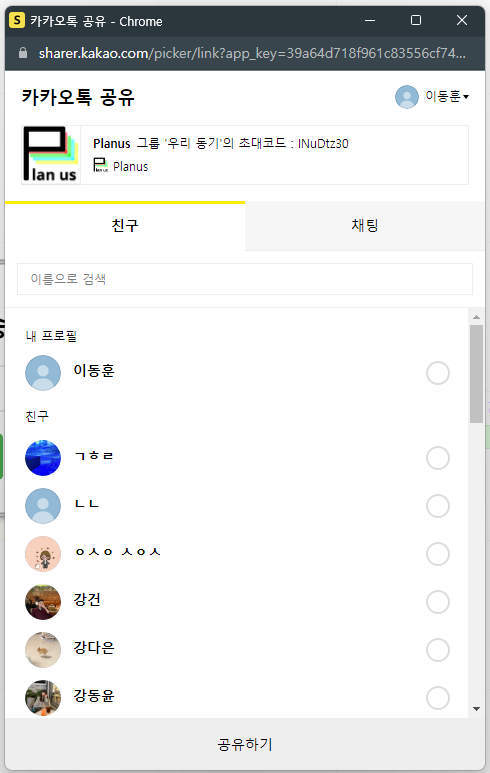 S 카카오톡 공유 - Chrome
sharer.kakao.com/picker/link?app_key=39a64d718f961c83556cf74...
카카오톡 공유
이동훈
Plan us
Planus 그룹 '우리 동기'의 초대코드 : INuDtz30
Planus
친구
채팅
이름으로 검색
내 프로필
이동훈
친구
ㄱㅎㄹ
ㄴㄴ
ㅇㅅㅇ ㅅㅇㅅ
강건
강다은
강동윤
공유하기